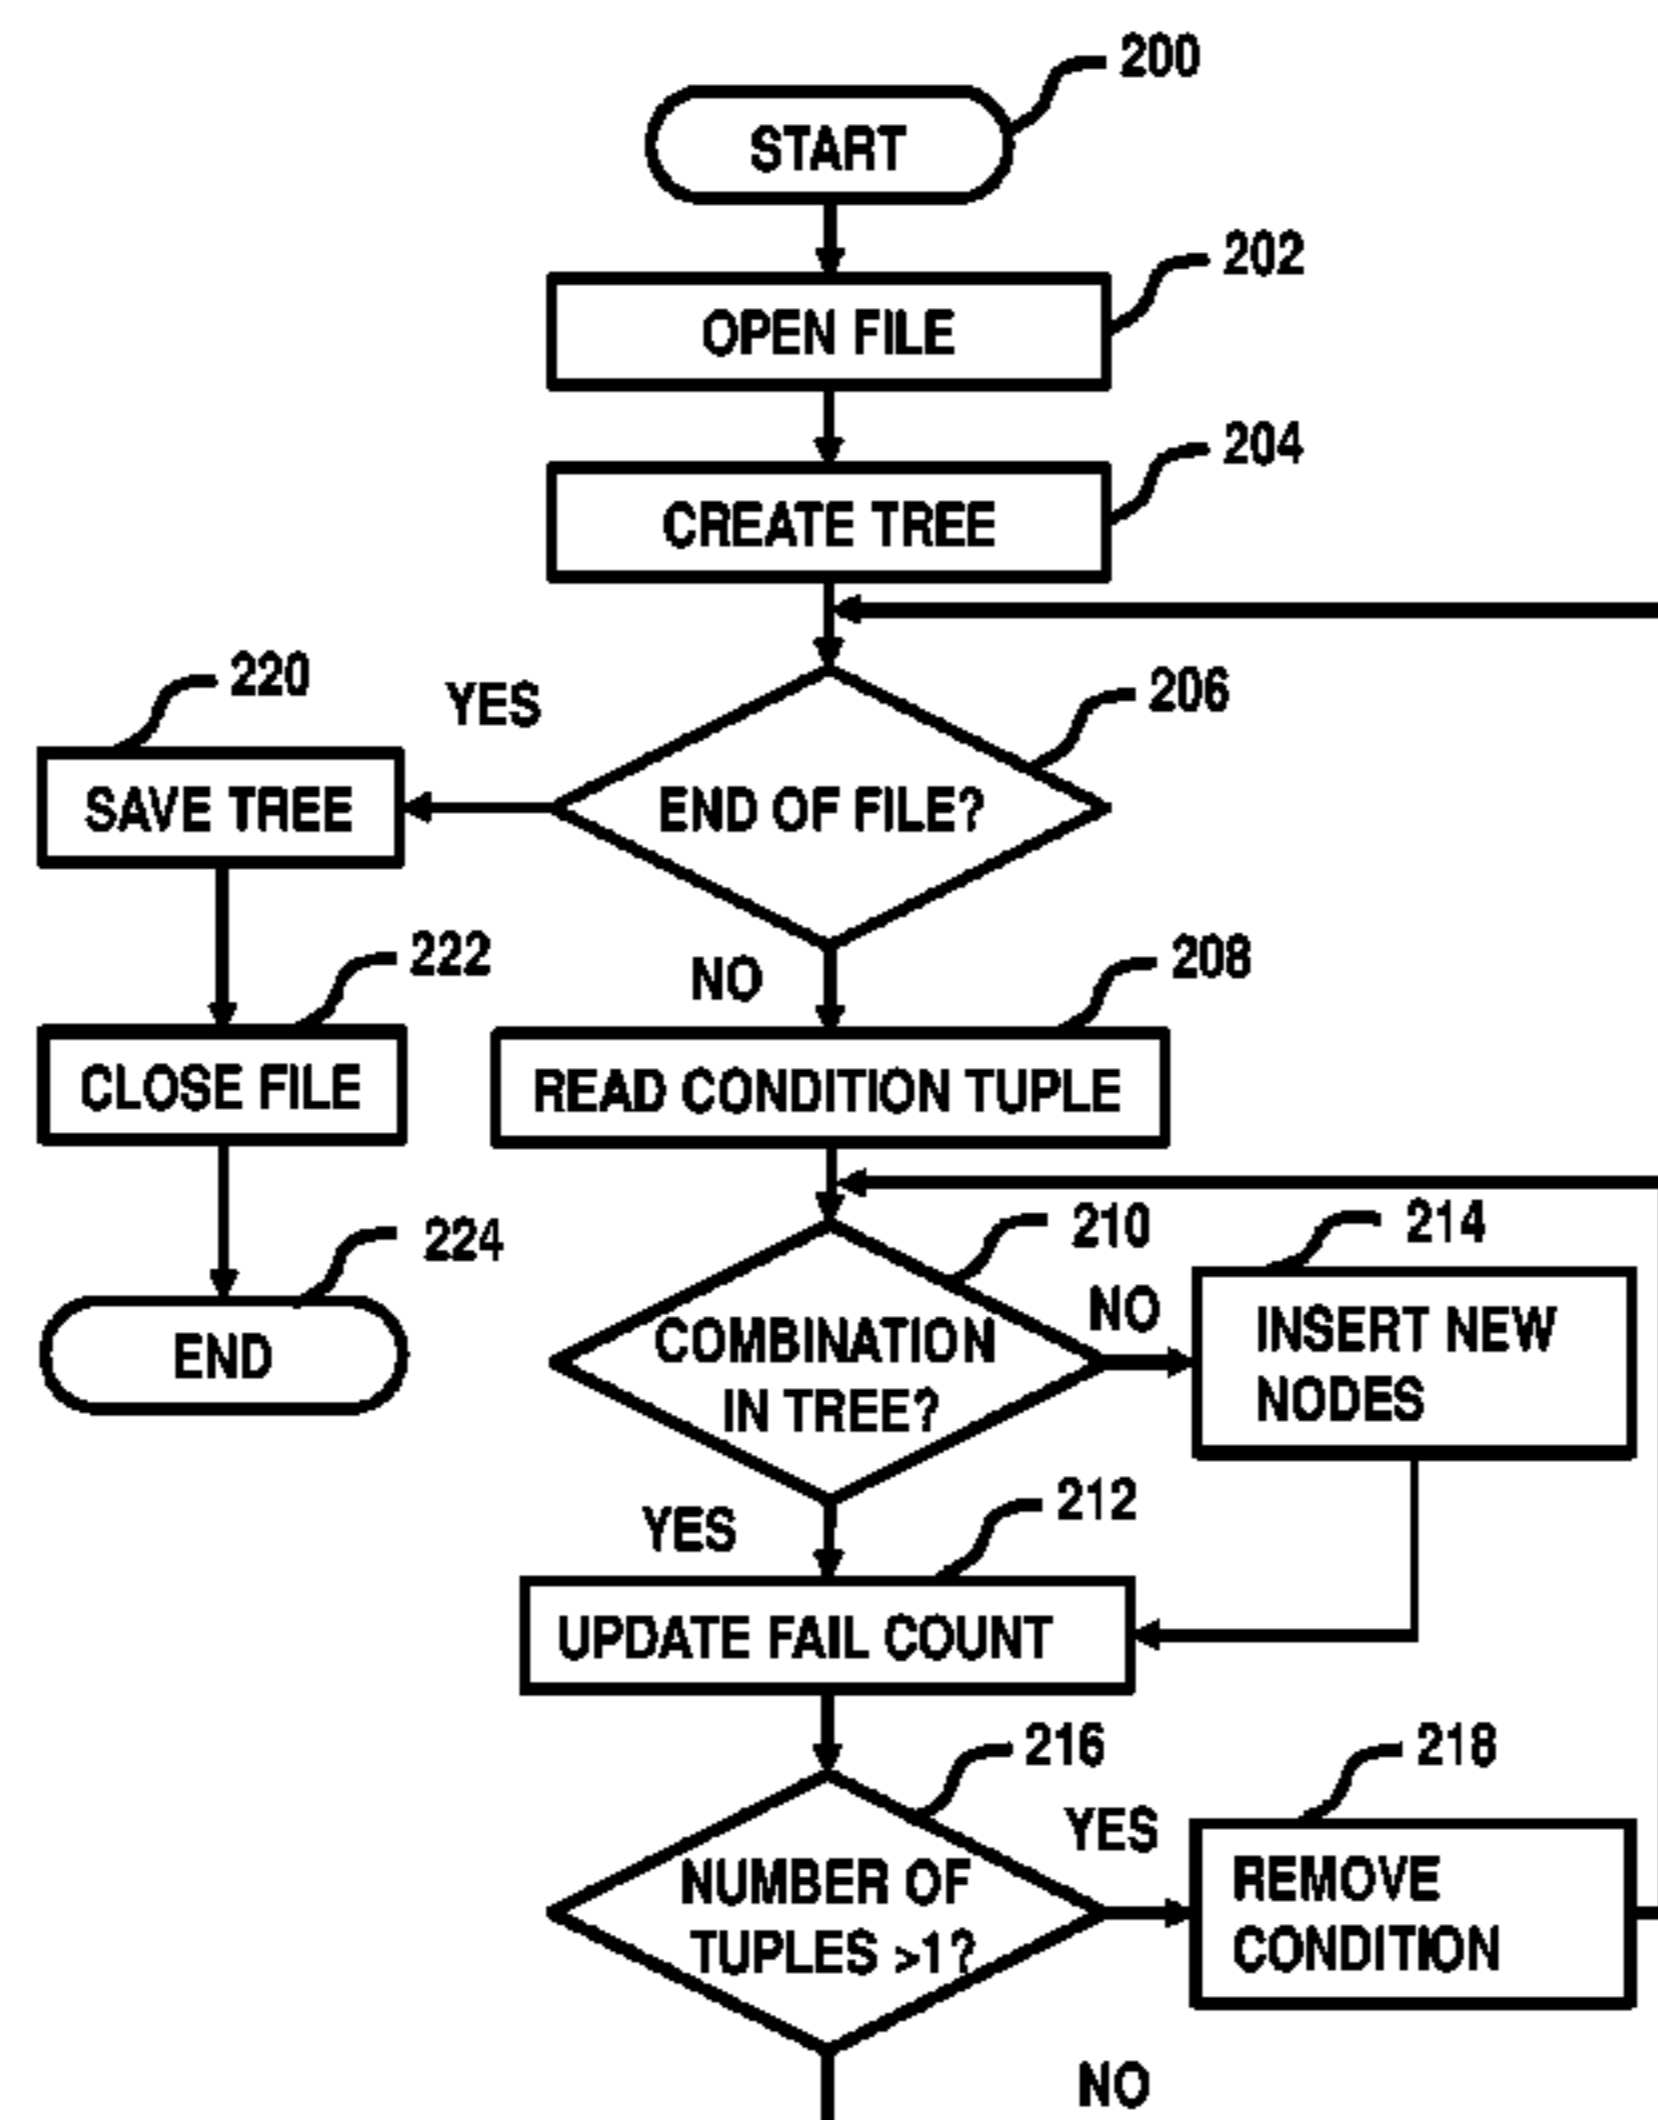 200
START
202
OPEN FILE
204
CREATE TREE
220
YES
206
SAVE TREE
END OF FILE?
222
NO
208
CLOSE FILE
READ CONDITION TUPLE
224
210
214
END
NO
COMBINATION
IN TREE?
INSERT NEW
NODES
YES
212
UPDATE FAIL COUNT
216
218
YES
NUMBER OF
TUPLES >1?
REMOVE
CONDITION
NO